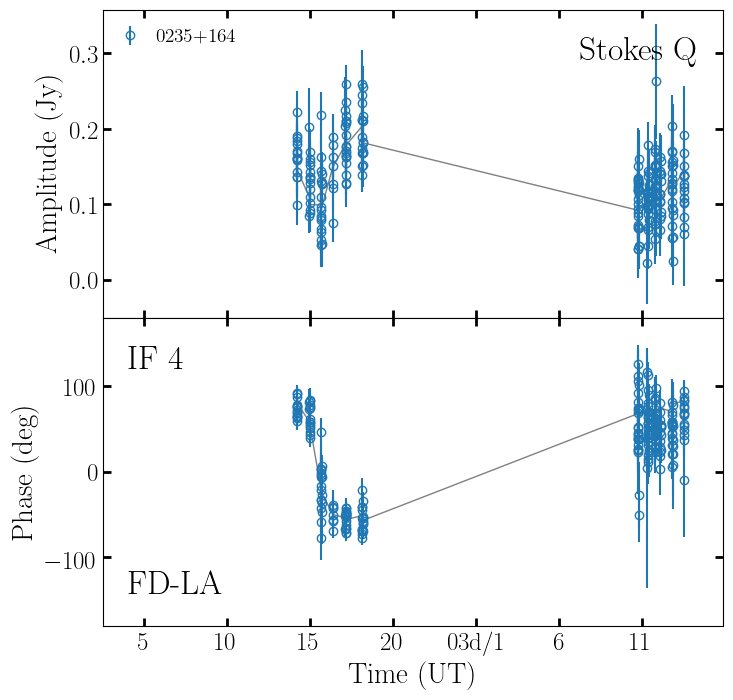 0235+164
Stokes Q
0.3
0.2
0.1
0.0
Amplitude (Jy)
IF 4
100
0
−100
Phase (deg)
FD-LA
5 10 15 20 03d/1 6 11
Time (UT)